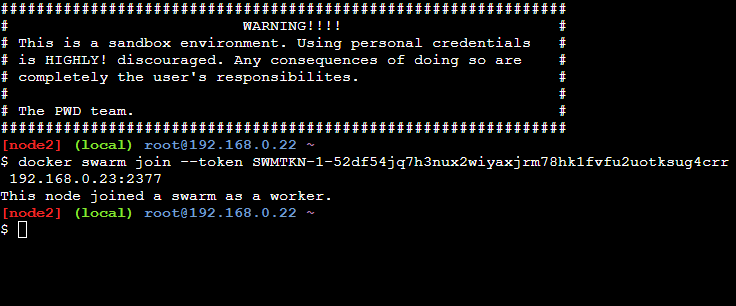 ###############################################################
#                          WARNING!!!!                        #
# This is a sandbox environment. Using personal credentials   #
# is HIGHLY! discouraged. Any consequences of doing so are    #
# completely the user's responsibilites.                      #
#                                                             #
# The PWD team.                                               #
###############################################################
[node2] (local) root@192.168.0.22 ~
$ docker swarm join --token SWMTKN-1-52df54jq7h3nux2wiyaxjrm78hk1fvfu2uotksug4crr
 192.168.0.23:2377
This node joined a swarm as a worker.
[node2] (local) root@192.168.0.22 ~
$